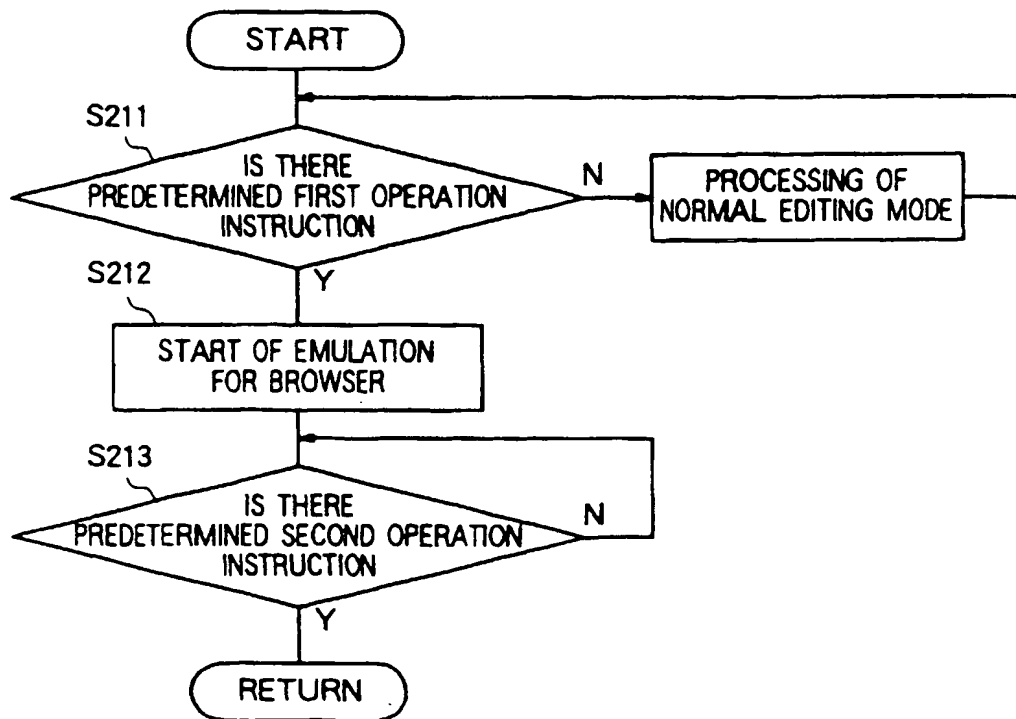 START
S211
IS THERE
PREDETERMINED FIRST OPERATION
INSTRUCTION
N
PROCESSING OF
NORMAL EDITING MODE
Y
S212
START OF EMULATION
FOR BROWSER
S213
IS THERE
PREDETERMINED SECOND OPERATION
INSTRUCTION
N
Y
RETURN